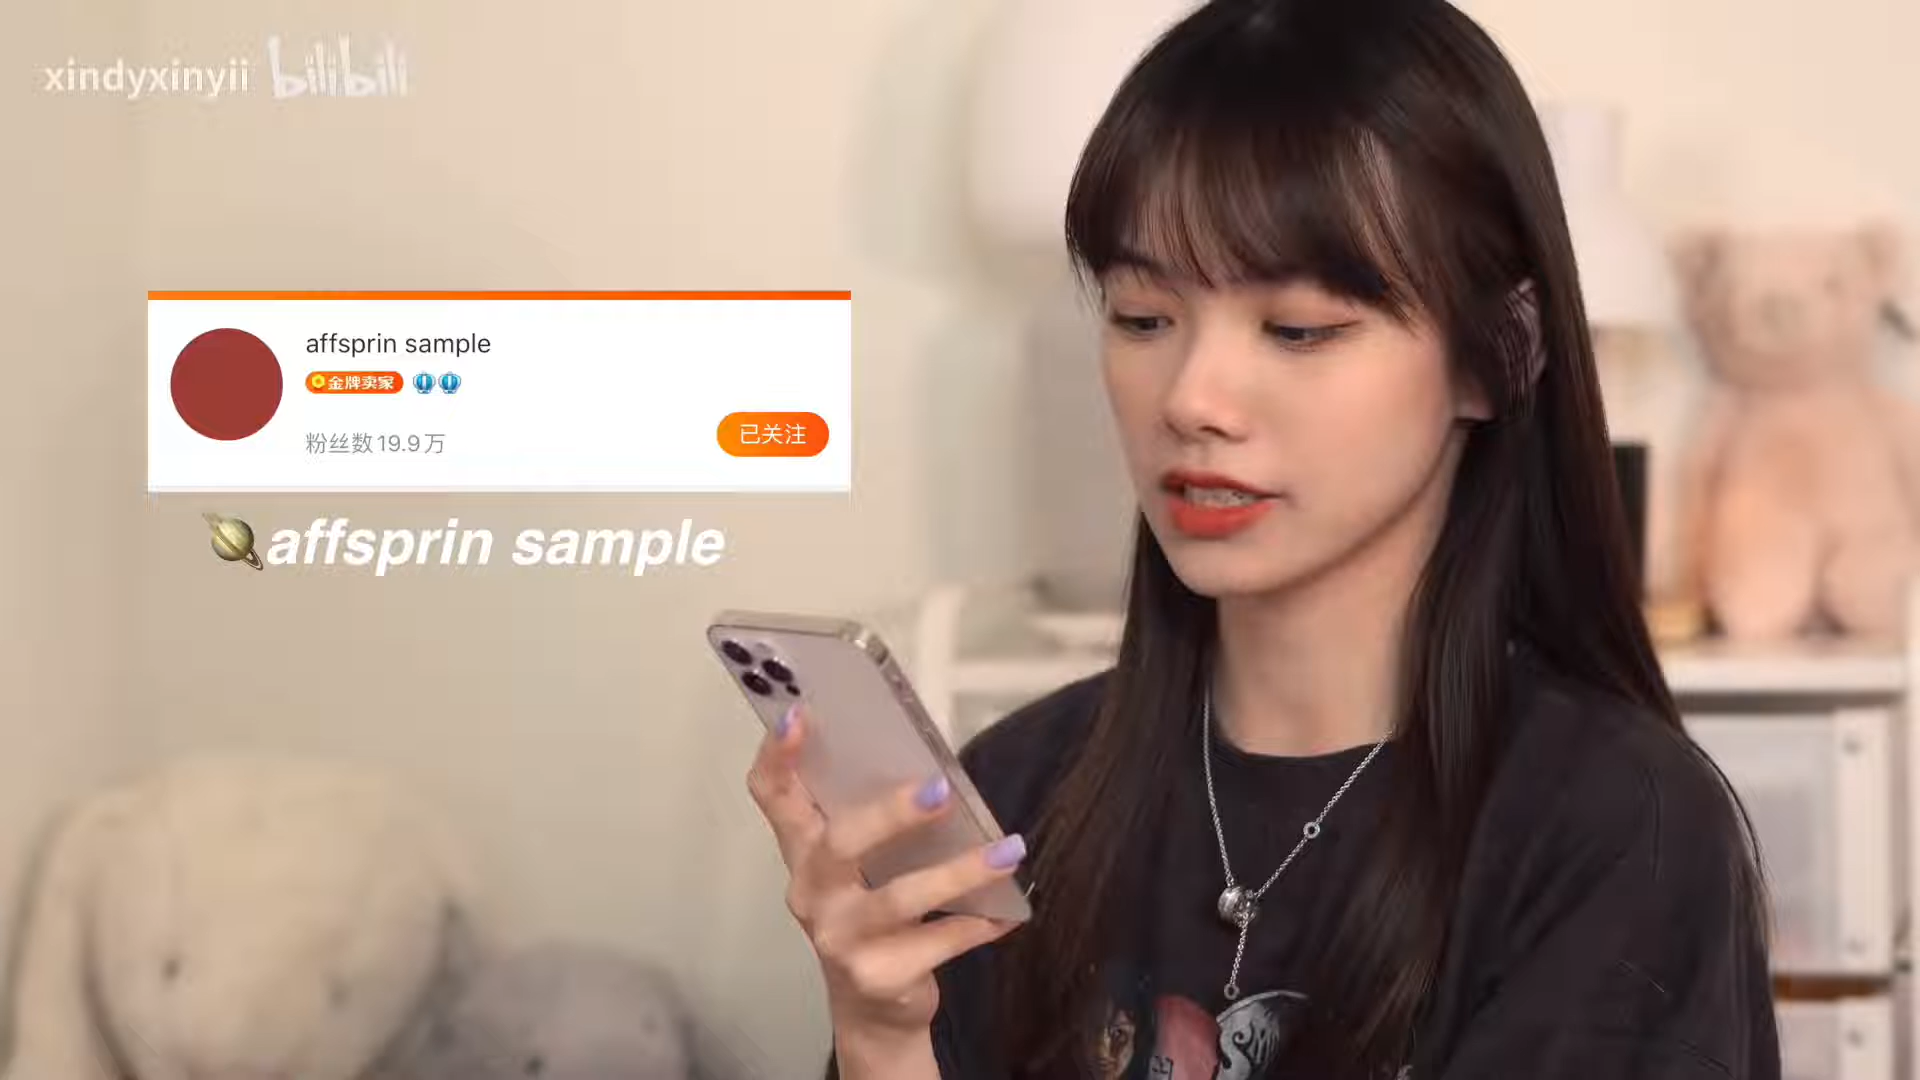 xindyxinyii bilibili
affsprin sample
金牌卖家
粉丝数19.9万
已关注
affsprin sample